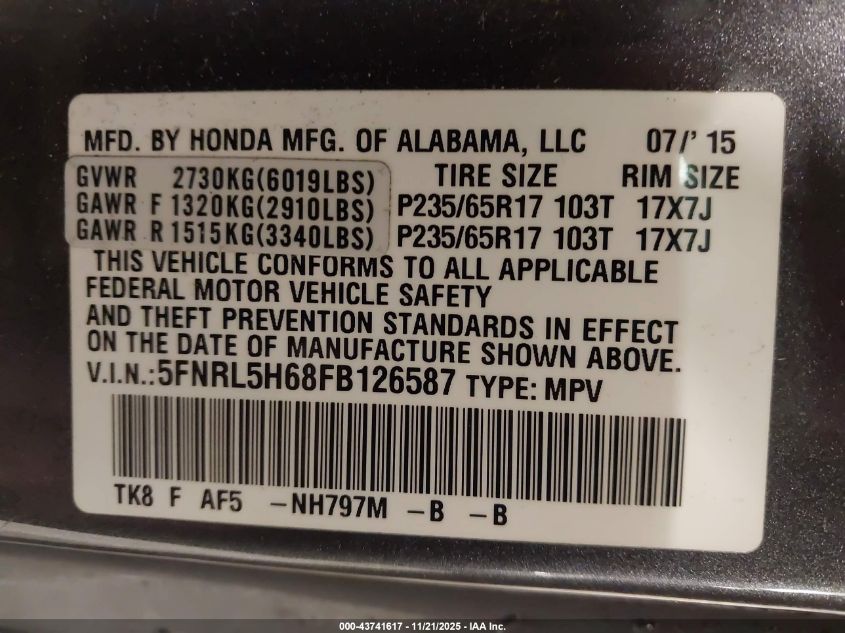 MFD. BY HONDA MFG. OF ALABAMA, LLC 07/' 15
GVWR 2730KG(6019LBS) TIRE SIZE RIM SIZE
GAWR F 1320KG(2910LBS) P235/65R17 103T 17X7J
GAWR R 1515KG(3340LBS) P235/65R17 103T 17X7J
THIS VEHICLE CONFORMS TO ALL APPLICABLE
FEDERAL MOTOR VEHICLE SAFETY
AND THEFT PREVENTION STANDARDS IN EFFECT
ON THE DATE OF MANUFACTURE SHOWN ABOVE.
V.I.N.:5FNRL5H68FB126587 TYPE: MPV
TK8 F AF5 -NH797M -B -B
000-43741617 - 11/21/2025 - IAA Inc.